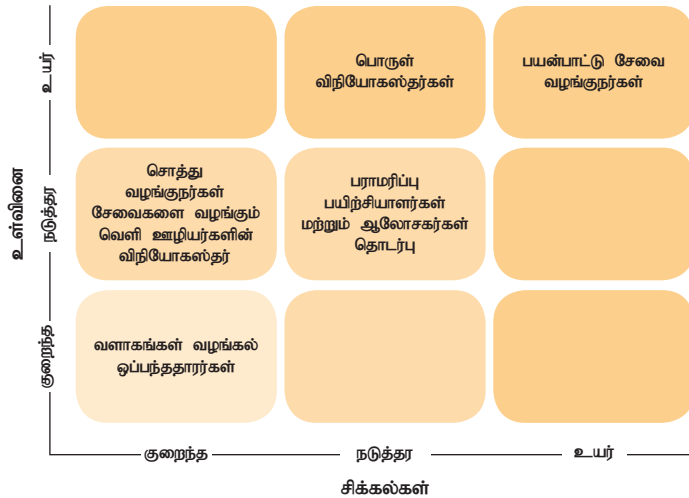 உயர்
பொருள்
விநியோகஸ்தர்கள்
பயன்பாட்டு சேவை
வழங்குநர்கள்
உள்வினை
நடுத்தர
சொத்து
வழங்குநர்கள்
சேவைகளை வழங்கும்
வெளி ஊழியர்களின்
விநியோகஸ்தர்
பராமரிப்பு
பயிற்சியாளர்கள்
மற்றும் ஆலோசகர்கள்
தொடர்பு
குறைந்த
வளாகங்கள் வழங்கல்
ஒப்பந்ததாரர்கள்
குறைந்த
நடுத்தர
உயர்
சிக்கல்கள்